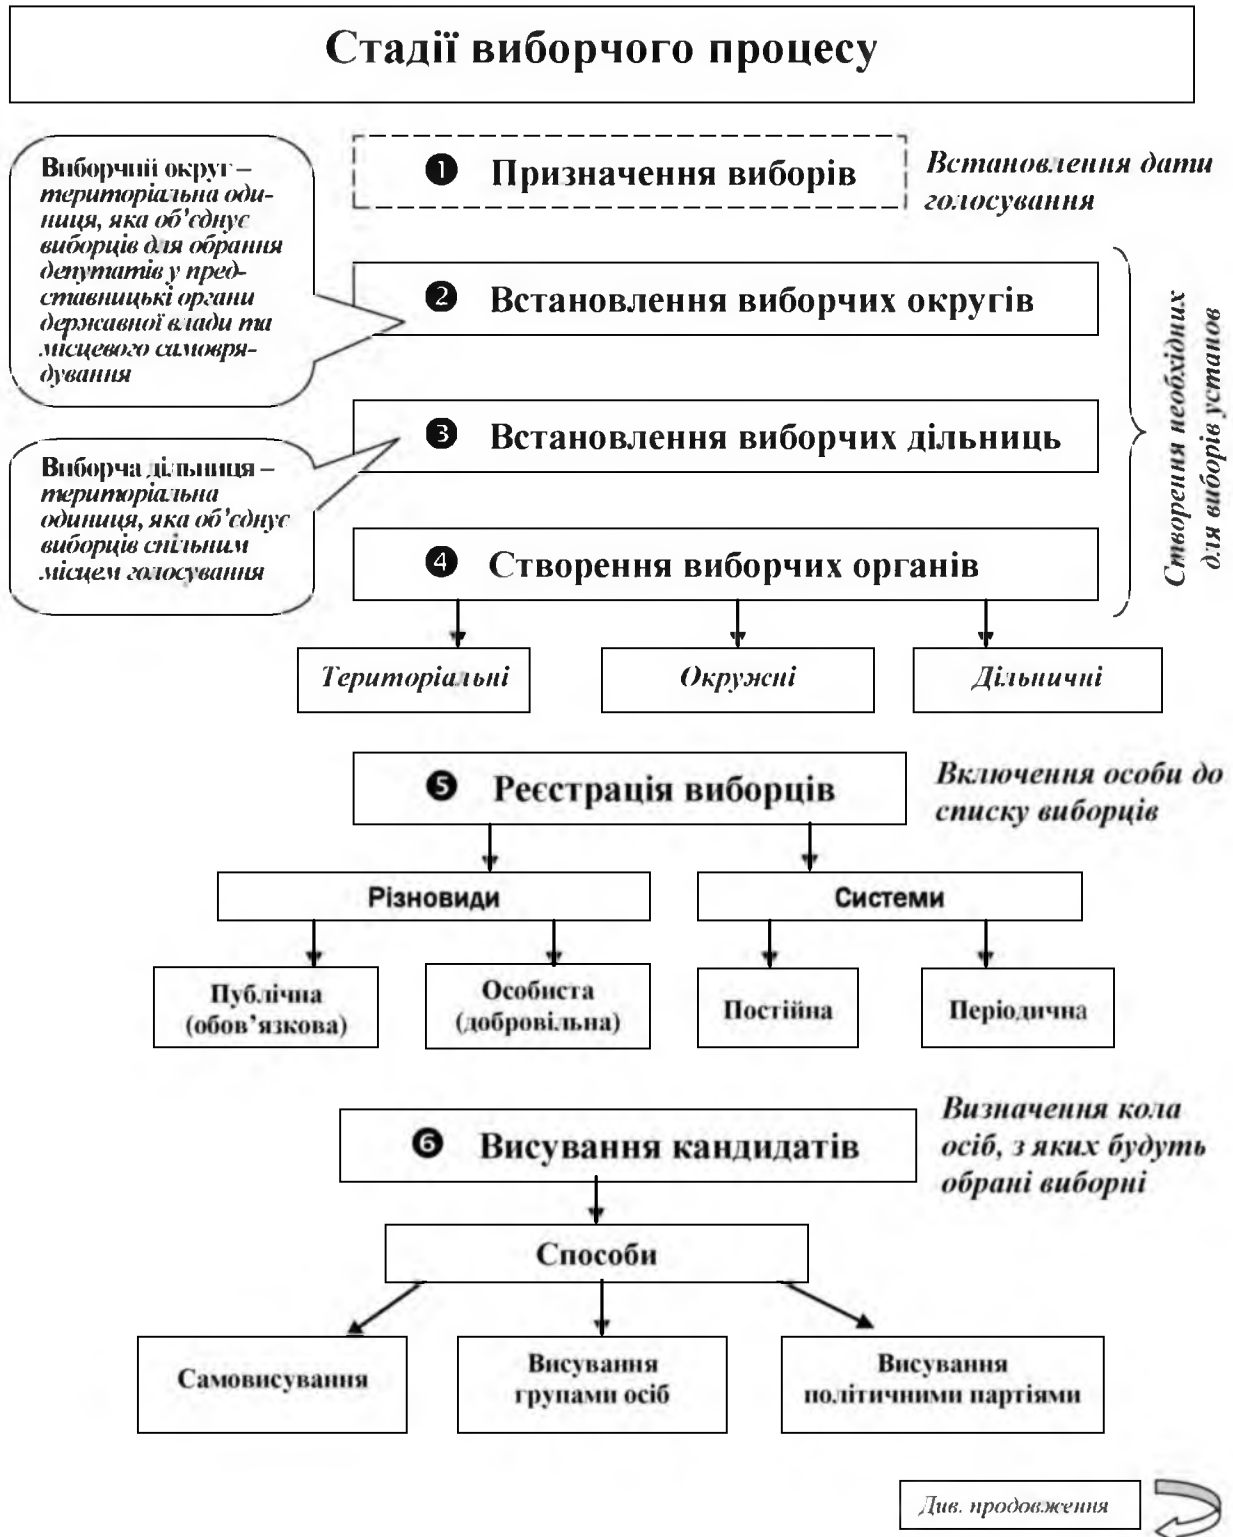 Стадії виборчого процесу
❶ Призначення виборів
Встановлення дати
голосування
Виборчий округ –
територіальна оди-
ниця, яка об’єднує
виборців для обрання
депутатів у пред-
ставницькі органи
державної влади та
місцевого самовря-
дування
❷ Встановлення виборчих округів
❸ Встановлення виборчих дільниць
Виборча дільниця –
територіальна
одиниця, яка об’єднує
виборців спільним
місцем голосування
❹ Створення виборчих органів
Створення необхідних
для виборів установ
Територіальні
Окружні
Дільничні
❺ Реєстрація виборців
Включення особи до
списку виборців
Різновиди
Системи
Публічна
(обов’язкова)
Особиста
(добровільна)
Постійна
Періодична
❻ Висування кандидатів
Визначення кола
осіб, з яких будуть
обрані виборні
Способи
Самовисування
Висування
групами осіб
Висування
політичними партіями
Див. продовження